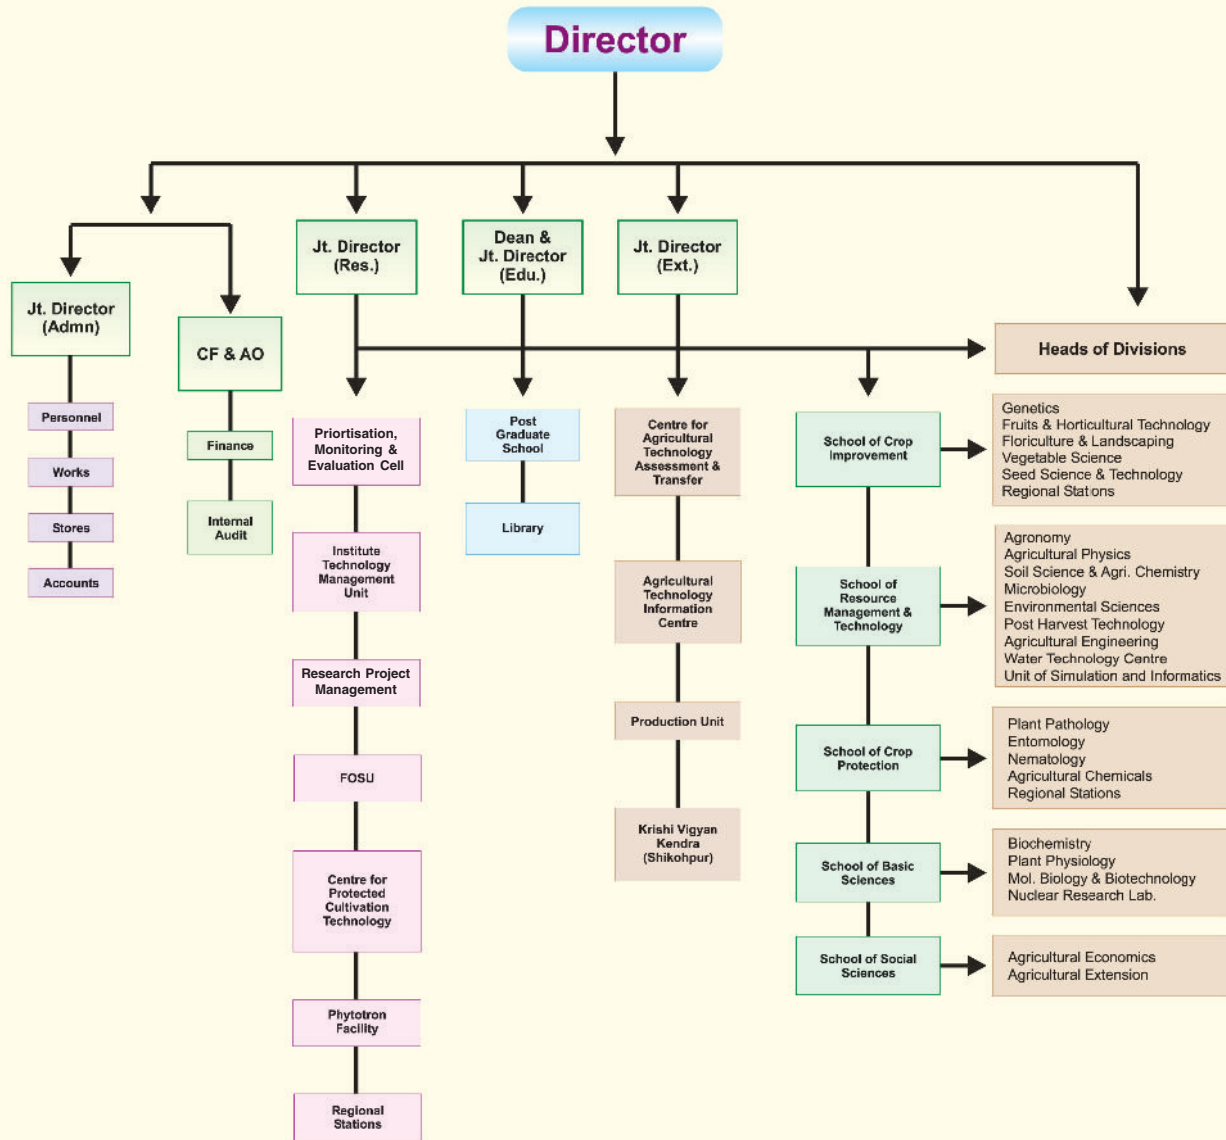 Director
Jt. Director
(Res.)
Dean &
Jt. Director
(Edu.)
Jt. Director
(Ext.)
Jt. Director
(Admn)
CF & AO
Heads of Divisions
Personnel
Works
Stores
Accounts
Finance
Internal
Audit
Priortisation,
Monitoring &
Evaluation Cell
Institute
Technology
Management
Unit
Research Project
Management
FOSU
Centre for
Protected
Cultivation
Technology
Phytotron
Facility
Regional
Stations
Post
Graduate
School
Library
Centre for
Agricultural
Technology
Assessment &
Transfer
Agricultural
Technology
Information
Centre
Production Unit
Krishi Vigyan
Kendra
(Shikohpur)
School of Crop
Improvement
Genetics
Fruits & Horticultural Technology
Floriculture & Landscaping
Vegetable Science
Seed Science & Technology
Regional Stations
School of
Resource
Management &
Technology
Agronomy
Agricultural Physics
Soil Science & Agri. Chemistry
Microbiology
Environmental Sciences
Post Harvest Technology
Agricultural Engineering
Water Technology Centre
Unit of Simulation and Informatics
School of Crop
Protection
Plant Pathology
Entomology
Nematology
Agricultural Chemicals
Regional Stations
School of Basic
Sciences
Biochemistry
Plant Physiology
Mol. Biology & Biotechnology
Nuclear Research Lab.
School of Social
Sciences
Agricultural Economics
Agricultural Extension